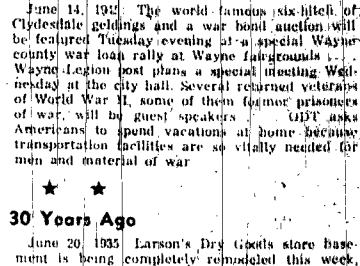 June 14, 1942: The world famous six-hitch of
Clydesdale geldings and a war bond auction will
be featured Tuesday evening at a special Wayne
county war loan rally at Wayne fairgrounds ....
Wayne Legion post plans a special meeting Wed-
nesday at the city hall. Several returned veterans
of World War II, some of them former prisoners
of war, will be guest speakers .... ODT asks
Americans to spend vacations at home because
transportation facilities are so vitally needed for
men and material of war
★ ★
30 Years Ago
June 20, 1935 Larson's Dry Goods store base-
ment is being completely remodeled this week,